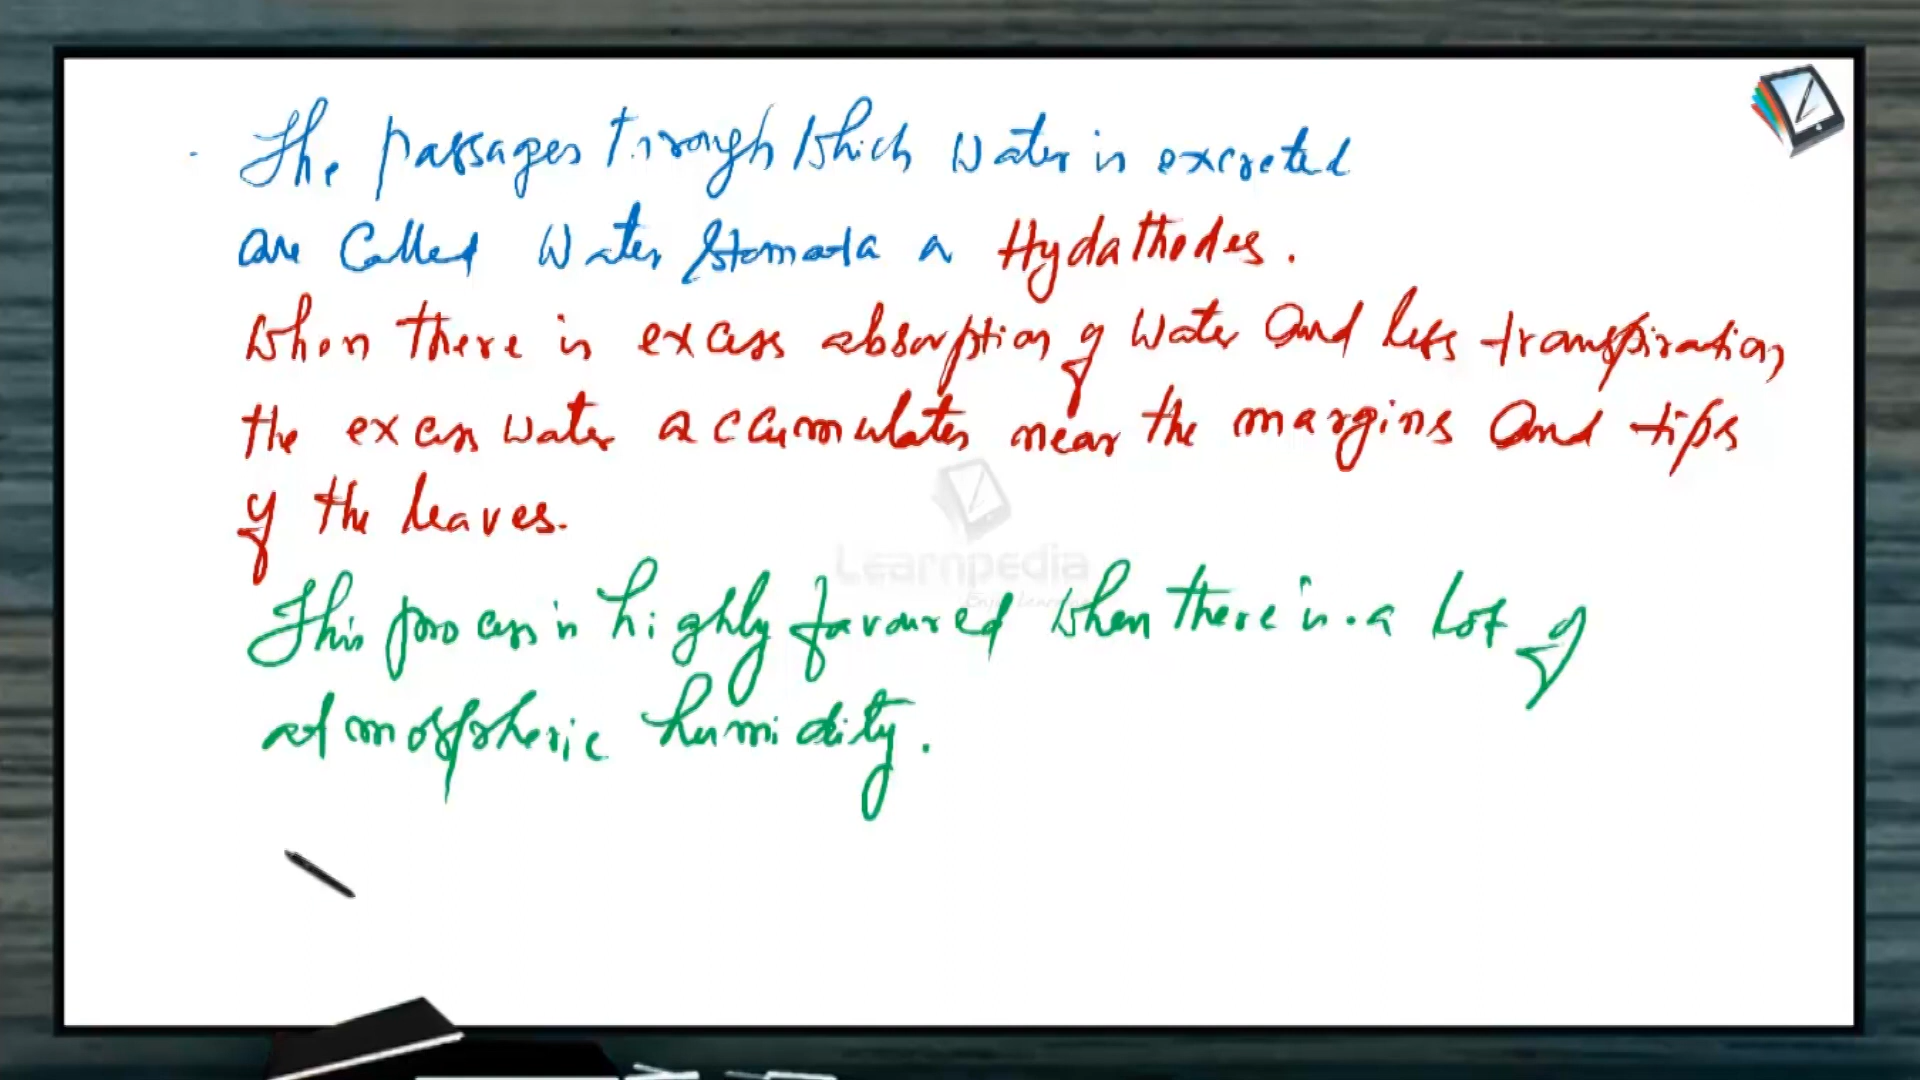 The passages through which water is excreted
are called Water Stomata or Hydathodes.
When there is excess absorption of water and less transpiration,
the excess water accumulates near the margins and tips
of the leaves.
Learnpedia
This process is highly favoured when there is a lot of
atmospheric humidity.